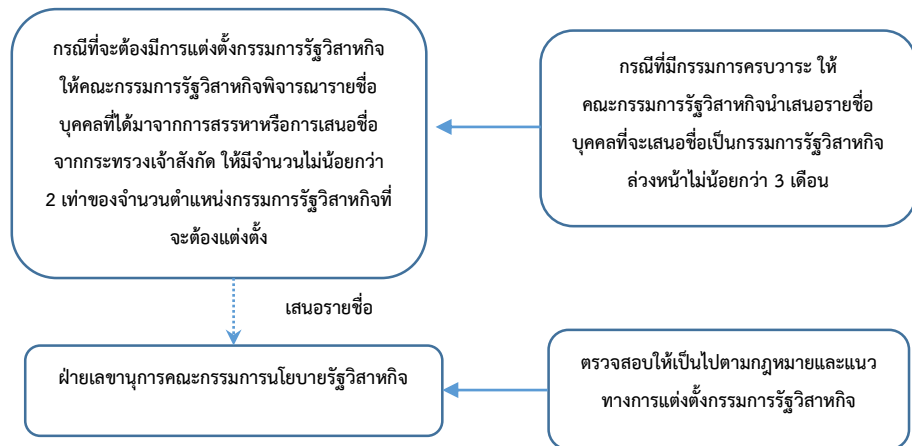 กรณีที่จะต้องมีการแต่งตั้งกรรมการรัฐวิสาหกิจ
ให้คณะกรรมการรัฐวิสาหกิจพิจารณารายชื่อ
บุคคลที่ได้มาจากการสรรหาหรือการเสนอชื่อ
จากกระทรวงเจ้าสังกัด ให้มีจำนวนไม่น้อยกว่า
2 เท่าของจำนวนตำแหน่งกรรมการรัฐวิสาหกิจที่
จะต้องแต่งตั้ง
กรณีที่มีกรรมการครบวาระ ให้
คณะกรรมการรัฐวิสาหกิจนำเสนอรายชื่อ
บุคคลที่จะเสนอชื่อเป็นกรรมการรัฐวิสาหกิจ
ล่วงหน้าไม่น้อยกว่า 3 เดือน
เสนอรายชื่อ
ฝ่ายเลขานุการคณะกรรมการนโยบายรัฐวิสาหกิจ
ตรวจสอบให้เป็นไปตามกฎหมายและแนว
ทางการแต่งตั้งกรรมการรัฐวิสาหกิจ